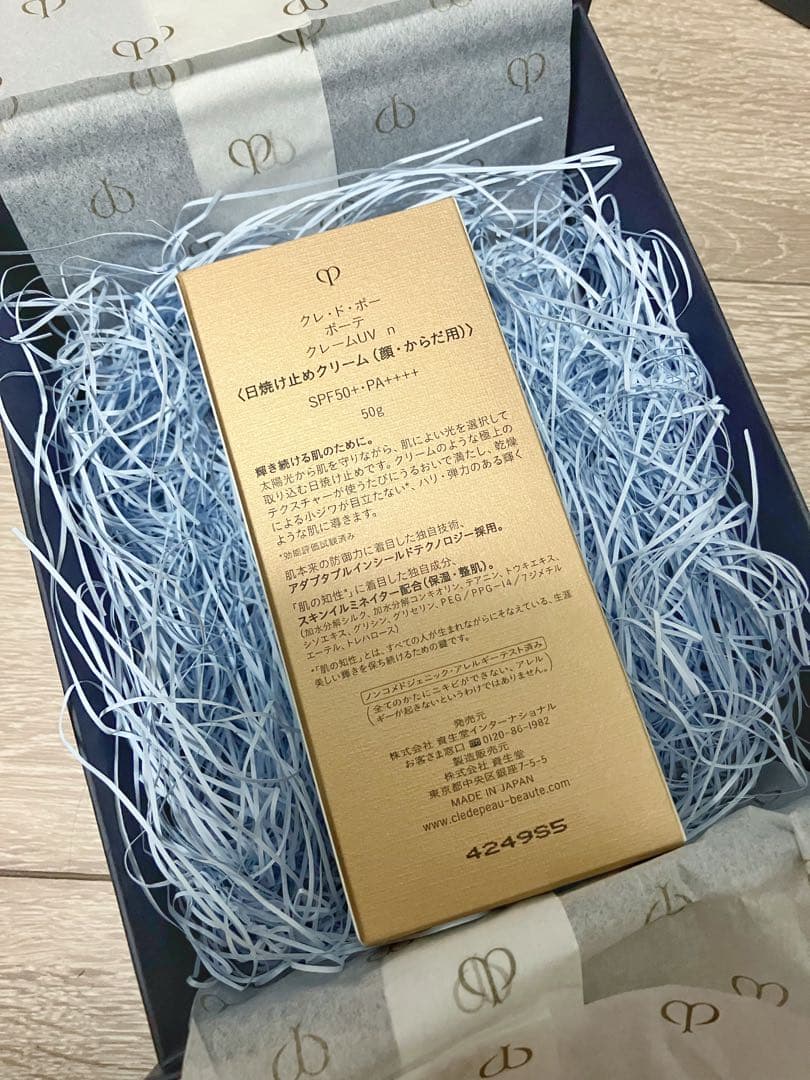 クレ・ド・ポー
ボーテ
クレームUV n
〈日焼け止めクリーム（顔・からだ用）〉
SPF50+・PA++++
50g
輝き続ける肌のために。
太陽光から肌を守りながら、肌によい光を選択して
取り込む日焼け止めです。クリームのような極上の
テクスチャーが使うたびにうるおいで満たし、乾燥
による小ジワが目立たない*、ハリ・弾力のある輝く
ような肌に導きます。
*効能評価試験済み
肌本来の防御力に着目した独自技術、
アダプタブルインシールドテクノロジー採用。
「肌の知性*」に着目した独自成分、
スキンイルミネイター配合（保湿・整肌）。
（加水分解シルク、加水分解コンキオリン、テアニン、トウキエキス、
シソエキス、グリシン、グリセリン、PEG／PPG-14／7ジメチル
エーテル、トレハロース）
*「肌の知性」とは、すべての人が生まれながらにそなえている、生涯
美しい輝きを保ち続けるための鍵です。
ノンコメドジェニック・アレルギーテスト済み
（全てのかたにニキビができない、アレル
ギーが起きないというわけではありません。）
発売元
株式会社 資生堂インターナショナル
お客さま窓口 0120-86-1982
製造販売元
株式会社 資生堂
東京都中央区銀座7-5-5
MADE IN JAPAN
www.cledepeau-beaute.com
4249S5